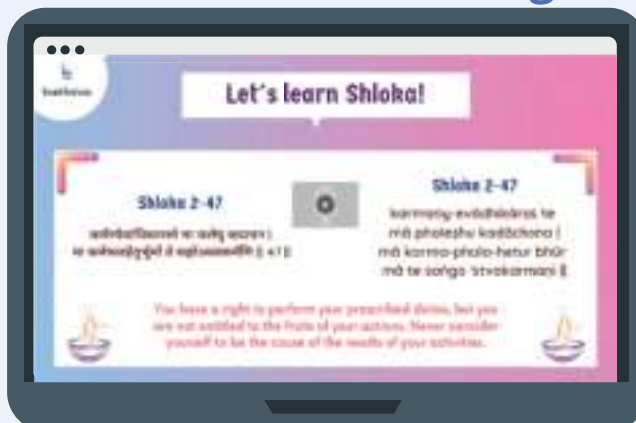 Let's learn Shloka!
Shloka 2-47
Shloka 2-47
karmaṇy-evādhikāras te
mā phaleṣhu kadāchana |
mā karma-phala-hetur bhūr
mā te saṅgo 'stvakarmaṇi ||
You have a right to perform your prescribed duties, but you
are not entitled to the fruits of your actions. Never consider
yourself to be the cause of the results of your activities.